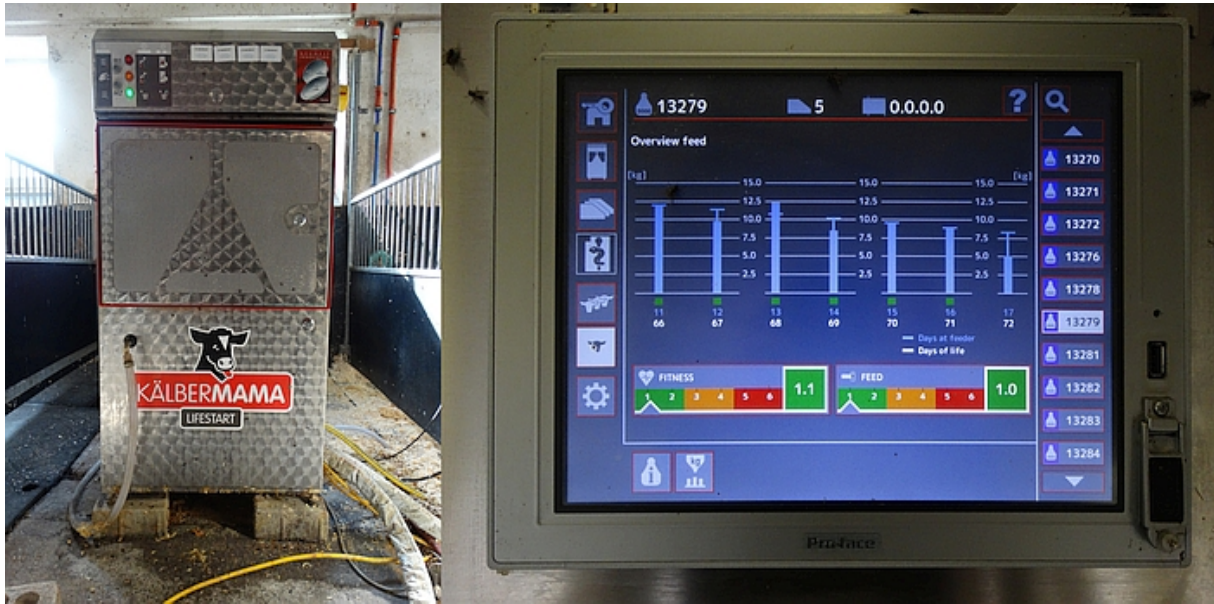 KÄLBERMAMA
LIFESTART
13279 5 0.0.0.0 ?
Overview feed
[kg] 15.0 15.0 15.0 [kg]
12.5 12.5 12.5
10.0 10.0 10.0
7.5 7.5 7.5
5.0 5.0 5.0
2.5 2.5 2.5
11 12 13 14 15 16 17
66 67 68 69 70 71 72
Days at feeder
Days of life
FITNESS
1 2 3 4 5 6 1.1
FEED
1 2 3 4 5 6 1.0
13270
13271
13272
13276
13278
13279
13281
13282
13283
13284
Pro-face